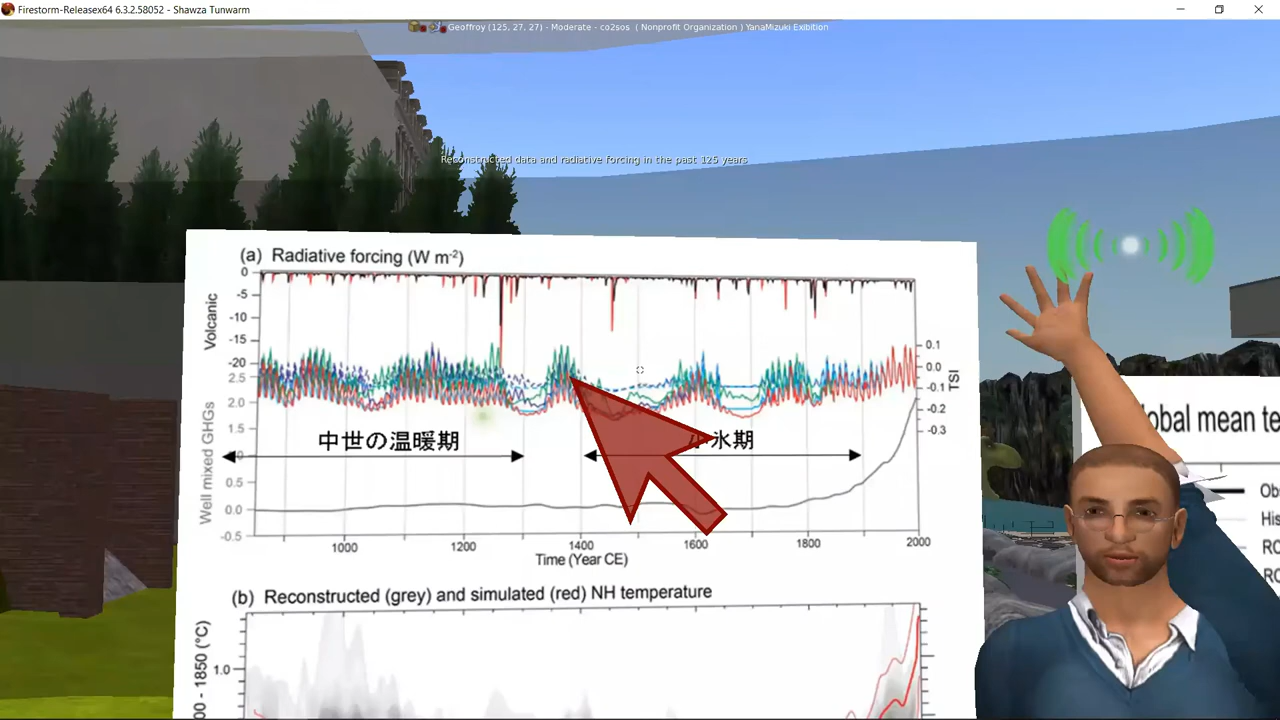 Firestorm-Releasex64 6.3.2.58052 - Shawza Tunwarm
Geoffroy (125, 27, 27) - Moderate - co2sos ( Nonprofit Organization ) YanaMizuki Exibition
Reconstructed data and radiative forcing in the past 125 years
(a) Radiative forcing (W m-2)
0
-5
-10
-15
-20
Volcanic
2.5
2.0
1.5
0.5
0.0
-0.5
Well mixed GHGs
0.1
0.0
-0.1
-0.2
-0.3
TSI
中世の温暖期
氷期
1000
1200
1400
1600
1800
2000
Time (Year CE)
(b) Reconstructed (grey) and simulated (red) NH temperature
00 - 1850 (°C)
1.0
obal mean te
Ob
His
RC
RC